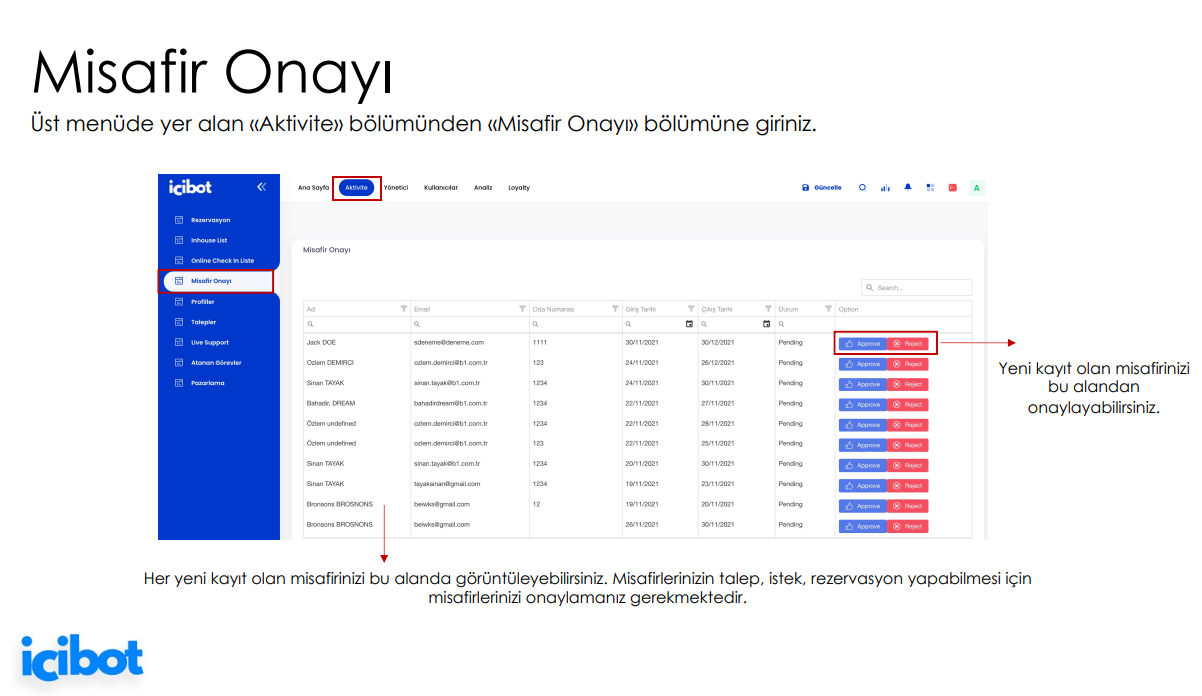 Misafir Onayı
Üst menüde yer alan «Aktivite» bölümünden «Misafir Onayı» bölümüne giriniz.
icibot
Ana Sayfa Aktivite Yönetici Kullanıcılar Analiz Loyalty Güncelle A
Rezervasyon
Inhouse List
Online Check In Liste
Misafir Onayı
Profiller
Talepler
Live Support
Atanan Görevler
Pazarlama
Misafir Onayı
Search...
Ad Email Oda Numarası Giriş Tarihi Çıkış Tarihi Durum Option
Jack DOE sdeneme@deneme.com 1111 30/11/2021 30/12/2021 Pending Approve Reject
Ozlem DEMIRCI ozlem.demirci@b1.com.tr 123 24/11/2021 26/12/2021 Pending Approve Reject
Sinan TAYAK sinan.tayak@b1.com.tr 1234 24/11/2021 30/11/2021 Pending Approve Reject
Bahadir, DREAM bahadirdream@b1.com.tr 1234 22/11/2021 27/11/2021 Pending Approve Reject
Özlem undefined ozlem.demirci@b1.com.tr 1234 22/11/2021 28/11/2021 Pending Approve Reject
Özlem undefined ozlem.demirci@b1.com.tr 123 22/11/2021 25/11/2021 Pending Approve Reject
Sinan TAYAK sinan.tayak@b1.com.tr 1234 20/11/2021 30/11/2021 Pending Approve Reject
Sinan TAYAK tayaksinan@gmail.com 1234 19/11/2021 23/11/2021 Pending Approve Reject
Bronsons BROSNONS beiwks@gmail.com 12 19/11/2021 20/11/2021 Pending Approve Reject
Bronsons BROSNONS beiwks@gmail.com 26/11/2021 30/11/2021 Pending Approve Reject
Yeni kayıt olan misafirinizi
bu alandan
onaylayabilirsiniz.
Her yeni kayıt olan misafirinizi bu alanda görüntüleyebilirsiniz. Misafirlerinizin talep, istek, rezervasyon yapabilmesi için
misafirlerinizi onaylamanız gerekmektedir.
icibot